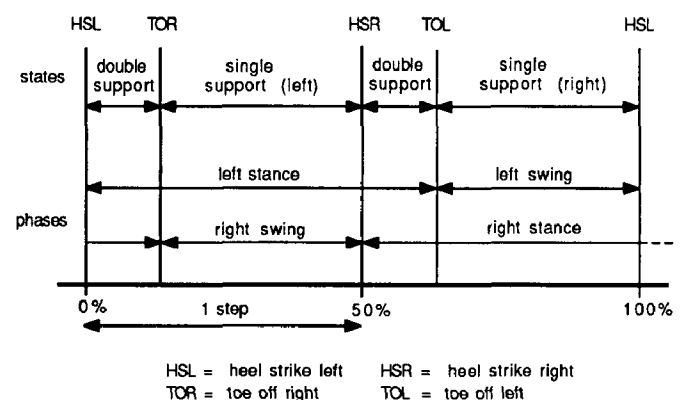 HSL TOR HSR TOL HSL
states
double support
single support (left)
double support
single support (right)
left stance left swing
phases
right swing right stance
0% 1 step 50% 100%
HSL = heel strike left HSR = heel strike right
TOR = toe off right TOL = toe off left